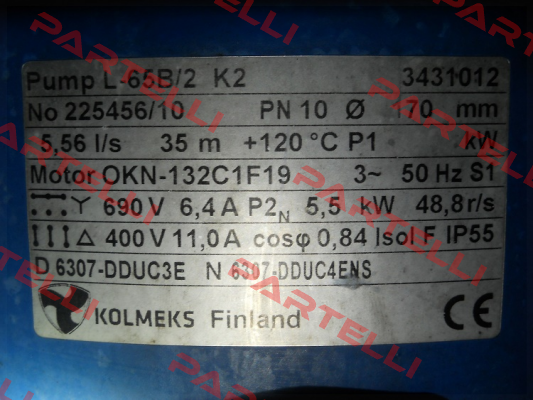 Pump L-65B/2 K2 3431012
No 225456/10 PN 10 Ø 170 mm
5,56 l/s 35 m +120 °C P1 kW
Motor OKN-132C1F19 3~ 50 Hz S1
Y 690 V 6,4 A P2N 5,5 kW 48,8 r/s
Δ 400 V 11,0 A cosφ 0,84 Isol F IP55
D 6307-DDUC3E N 6307-DDUC4ENS
KOLMEKS Finland CE
PARTELLI
PARTELLI
PARTELLI
PARTELLI
PARTELLI
PARTELLI